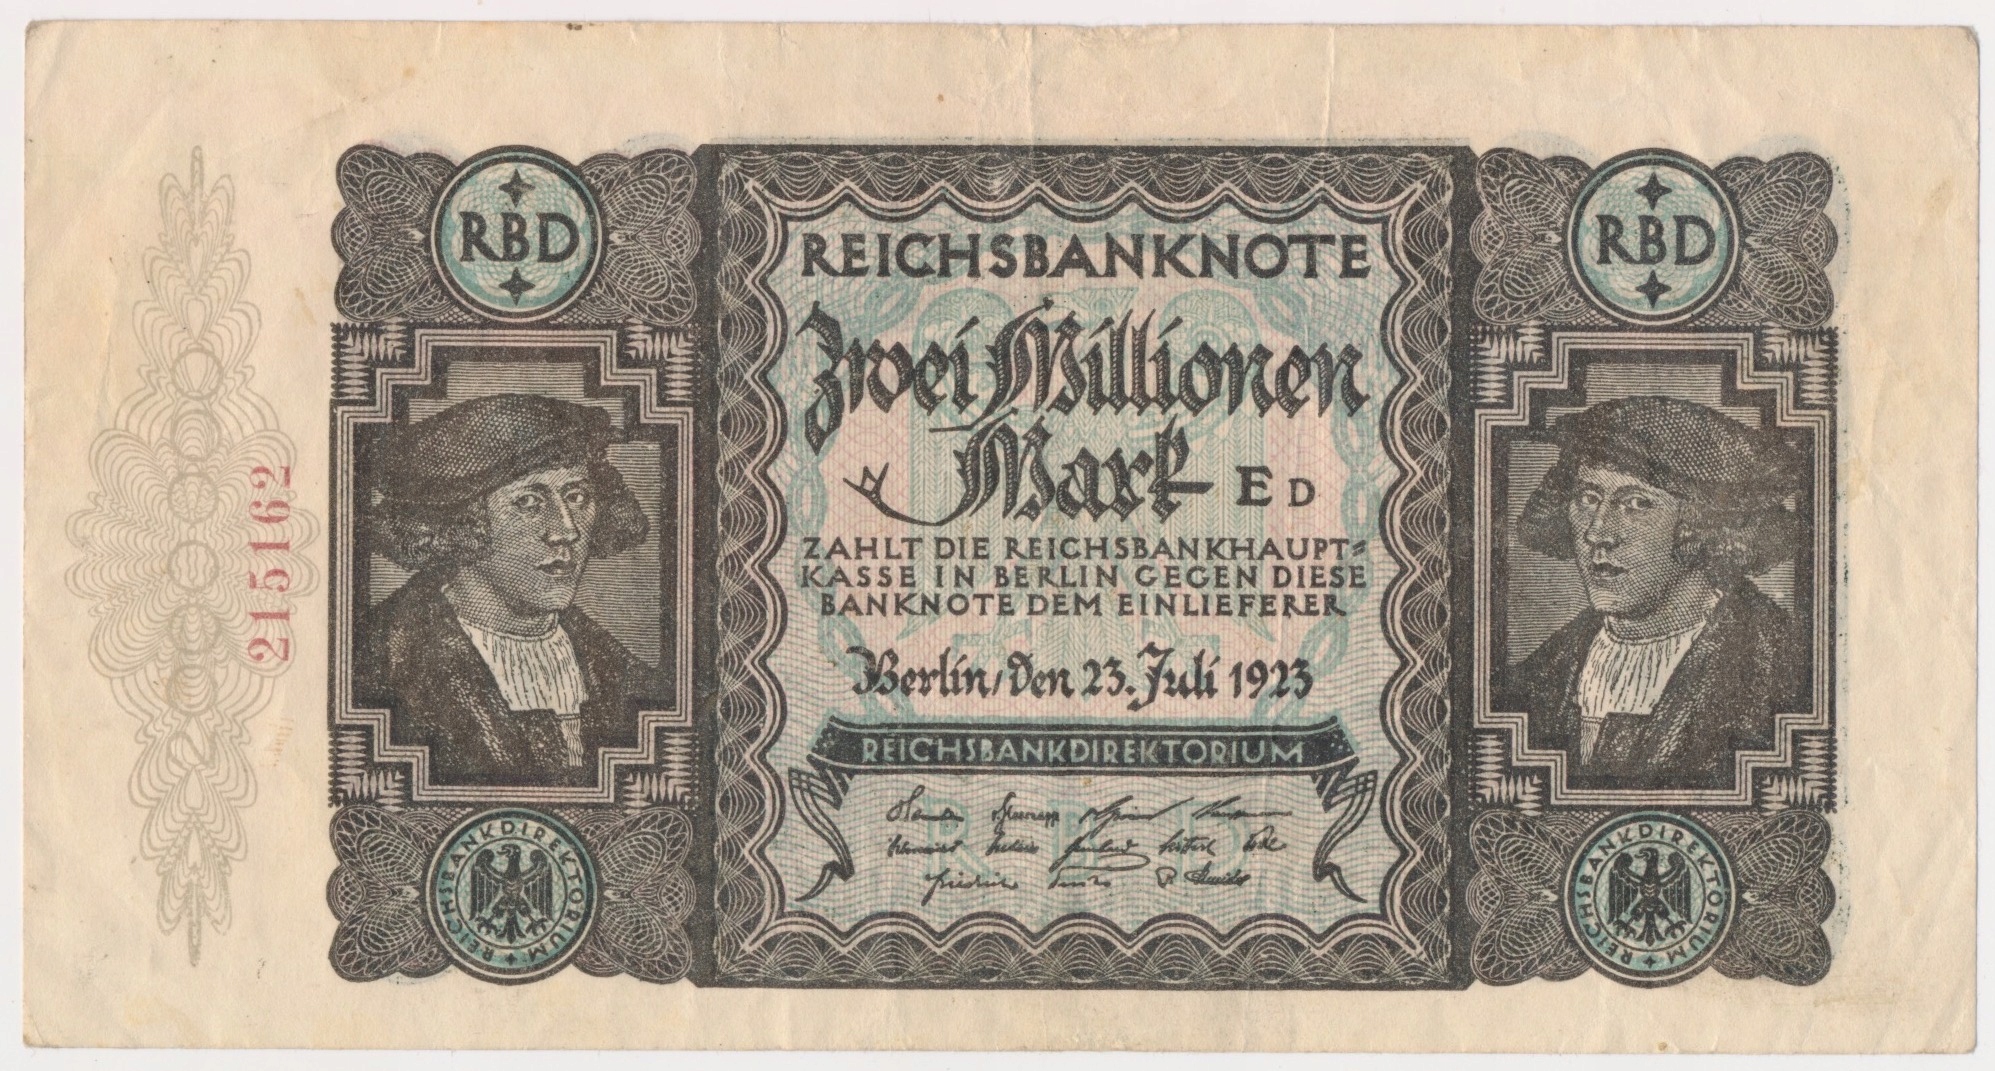 RBD
REICHSBANKNOTE
RBD
Zwei Millionen
Mark ED
ZAHLT DIE REICHSBANKHAUPT=
KASSE IN BERLIN GEGEN DIESE
BANKNOTE DEM EINLIEFERER
Berlin, den 23. Juli 1923
REICHSBANKDIREKTORIUM
215162
REICHSBANKDIREKTORIUM
REICHSBANKDIREKTORIUM